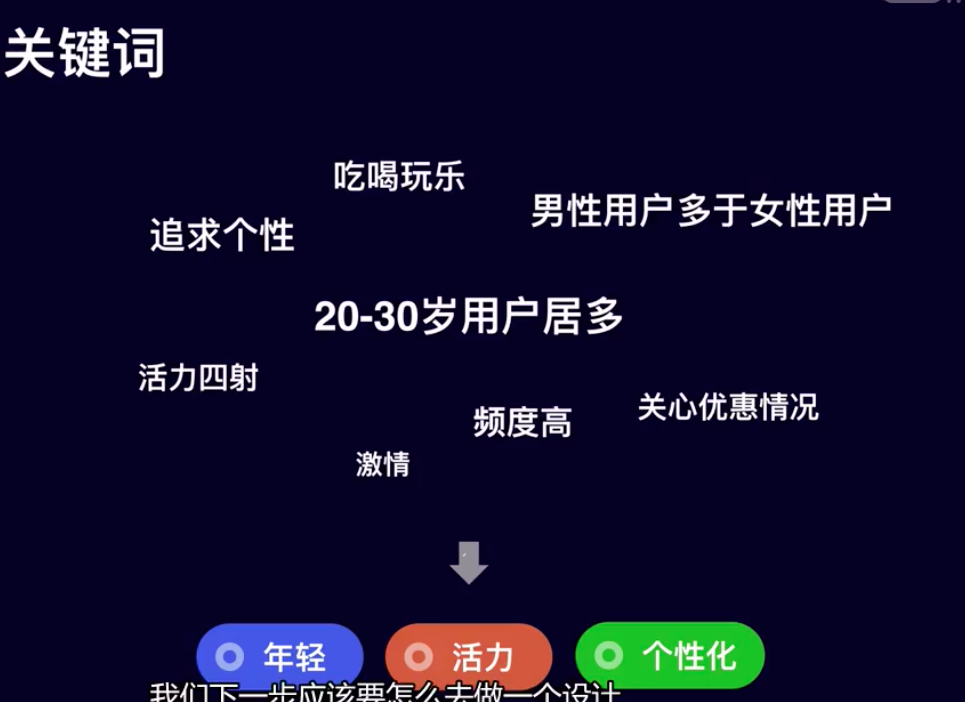 关键词
吃喝玩乐
男性用户多于女性用户
追求个性
20-30岁用户居多
活力四射
关心优惠情况
频度高
激情
年轻
活力
个性化
我们下一步应该要怎么去做一个设计